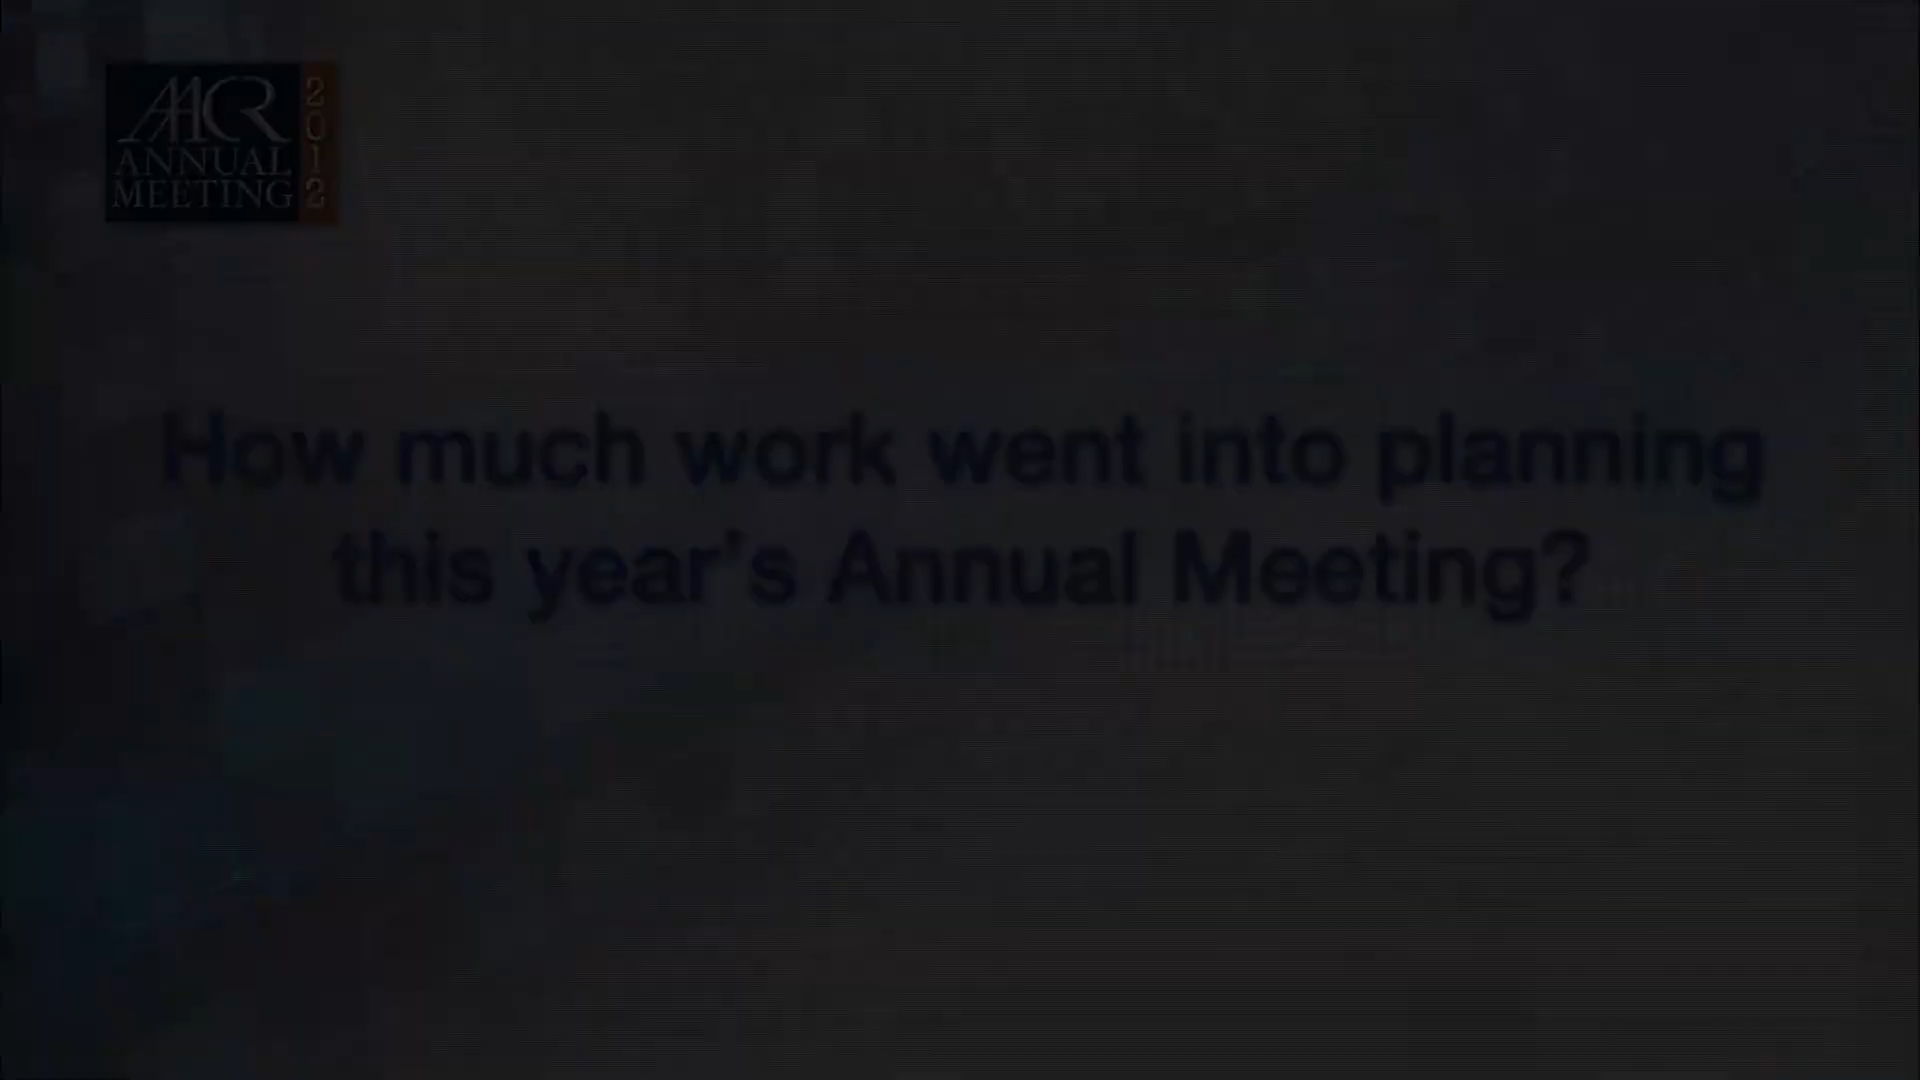 AACR
ANNUAL
MEETING
2012
How much work went into planning
this year's Annual Meeting?